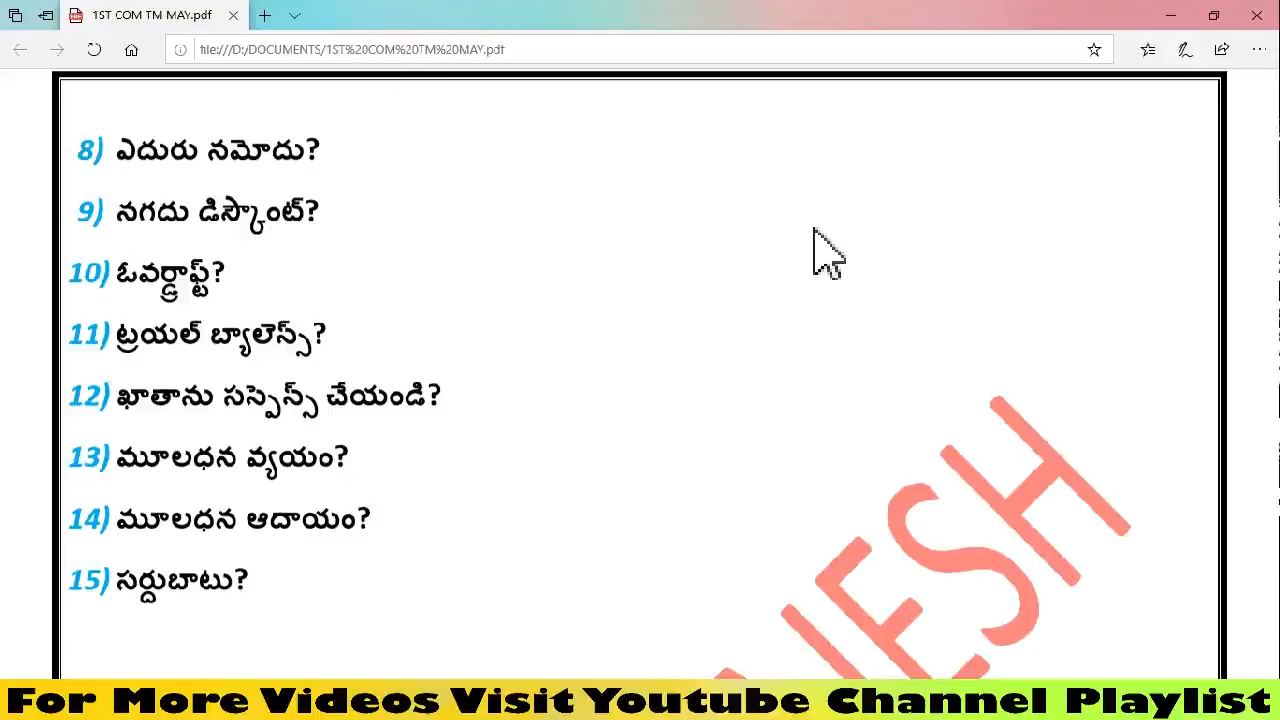 1ST COM TM MAY.pdf
file:///D:/DOCUMENTS/1ST%20COM%20TM%20MAY.pdf
8) ఎదురు నమోదు?
9) నగదు డిస్కౌంట్?
10) ఓవర్డ్రాఫ్ట్?
11) ట్రయల్ బ్యాలెన్స్?
12) ఖాతాను సస్పెన్స్ చేయండి?
13) మూలధన వ్యయం?
14) మూలధన ఆదాయం?
15) సర్దుబాటు?
For More Videos Visit Youtube Channel Playlist